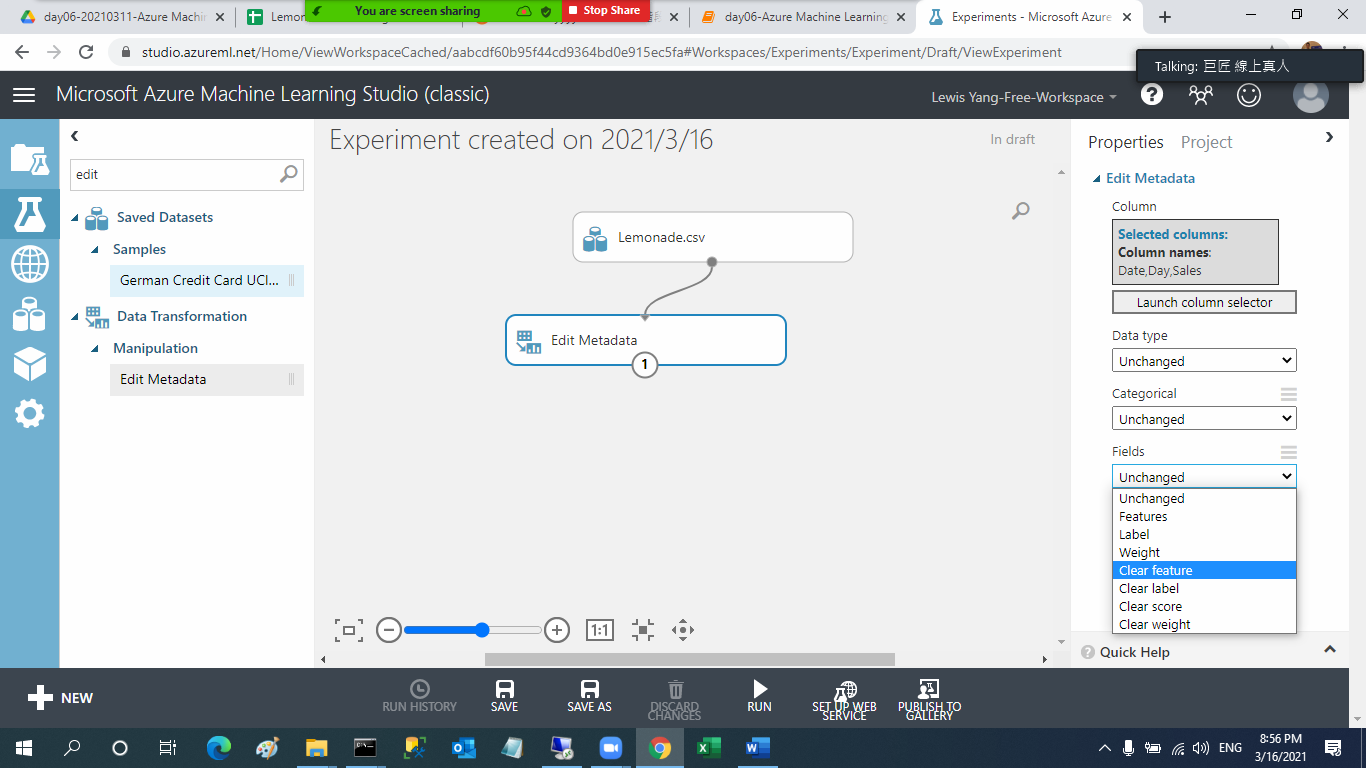 day06-20210311-Azure Machin
Lemon
You are screen sharing
Stop Share
day06-Azure Machine Learning
Experiments - Microsoft Azure
studio.azureml.net/Home/ViewWorkspaceCached/aabcdf60b95f44cd9364bd0e915ec5fa#Workspaces/Experiments/Experiment/Draft/ViewExperiment
Talking: 巨匠 線上真人
Microsoft Azure Machine Learning Studio (classic)
Lewis Yang-Free-Workspace
?
Experiment created on 2021/3/16
In draft
Properties
Project
edit
Saved Datasets
Samples
German Credit Card UCI...
Data Transformation
Manipulation
Edit Metadata
Lemonade.csv
Edit Metadata
1
Edit Metadata
Column
Selected columns:
Column names:
Date,Day,Sales
Launch column selector
Data type
Unchanged
Categorical
Unchanged
Fields
Unchanged
Unchanged
Features
Label
Weight
Clear feature
Clear label
Clear score
Clear weight
1:1
? Quick Help
NEW
RUN HISTORY
SAVE
SAVE AS
DISCARD
CHANGES
RUN
SET UP WEB
SERVICE
PUBLISH TO
GALLERY
ENG
8:56 PM
3/16/2021